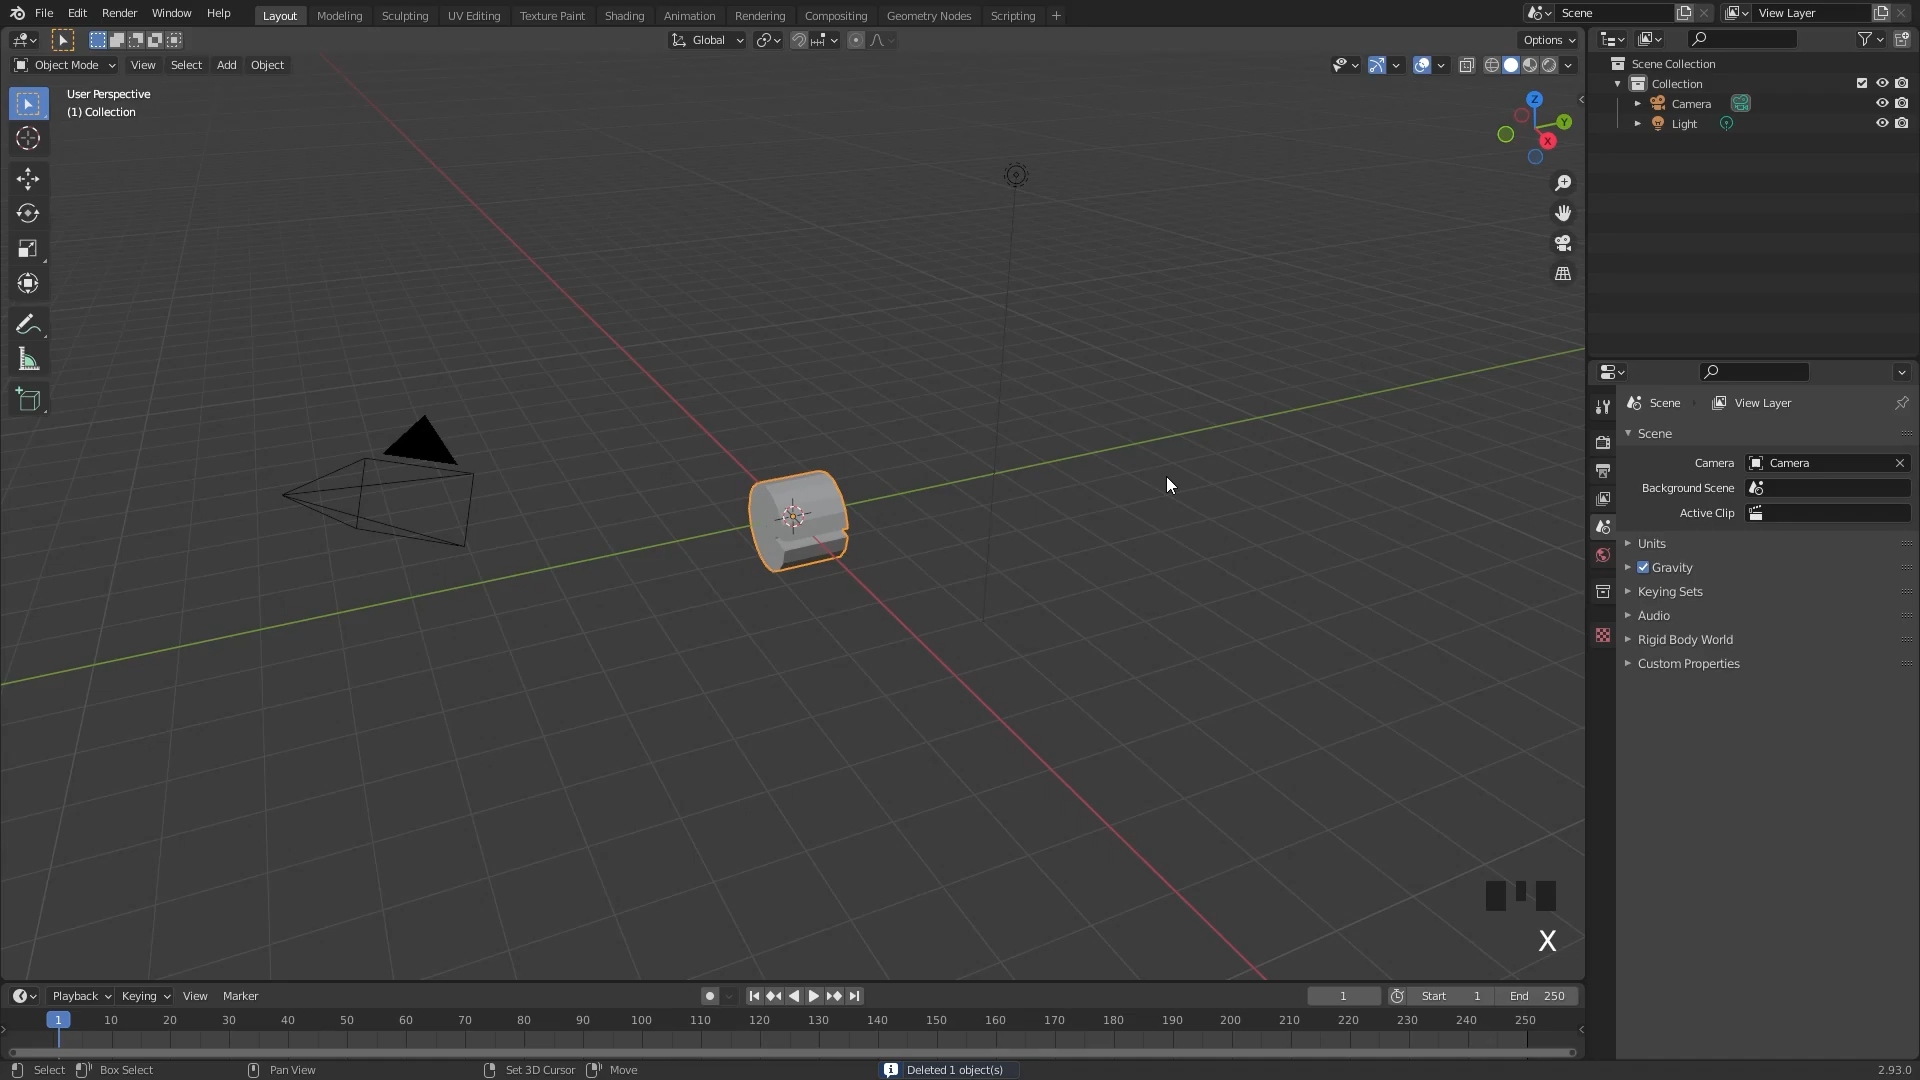 File Edit Render Window Help Layout Modeling Sculpting UV Editing Texture Paint Shading Animation Rendering Compositing Geometry Nodes Scripting + Scene View Layer
Global Options
Object Mode View Select Add Object
User Perspective
(1) Collection
Z
Y
X
Scene Collection
Collection
Camera
Light
Scene View Layer
Scene
Camera Camera
Background Scene
Active Clip
Units
Gravity
Keying Sets
Audio
Rigid Body World
Custom Properties
X
Playback Keying View Marker 1 Start 1 End 250
1 10 20 30 40 50 60 70 80 90 100 110 120 130 140 150 160 170 180 190 200 210 220 230 240 250
Select Box Select Pan View Set 3D Cursor Move Deleted 1 object(s) 2.93.0